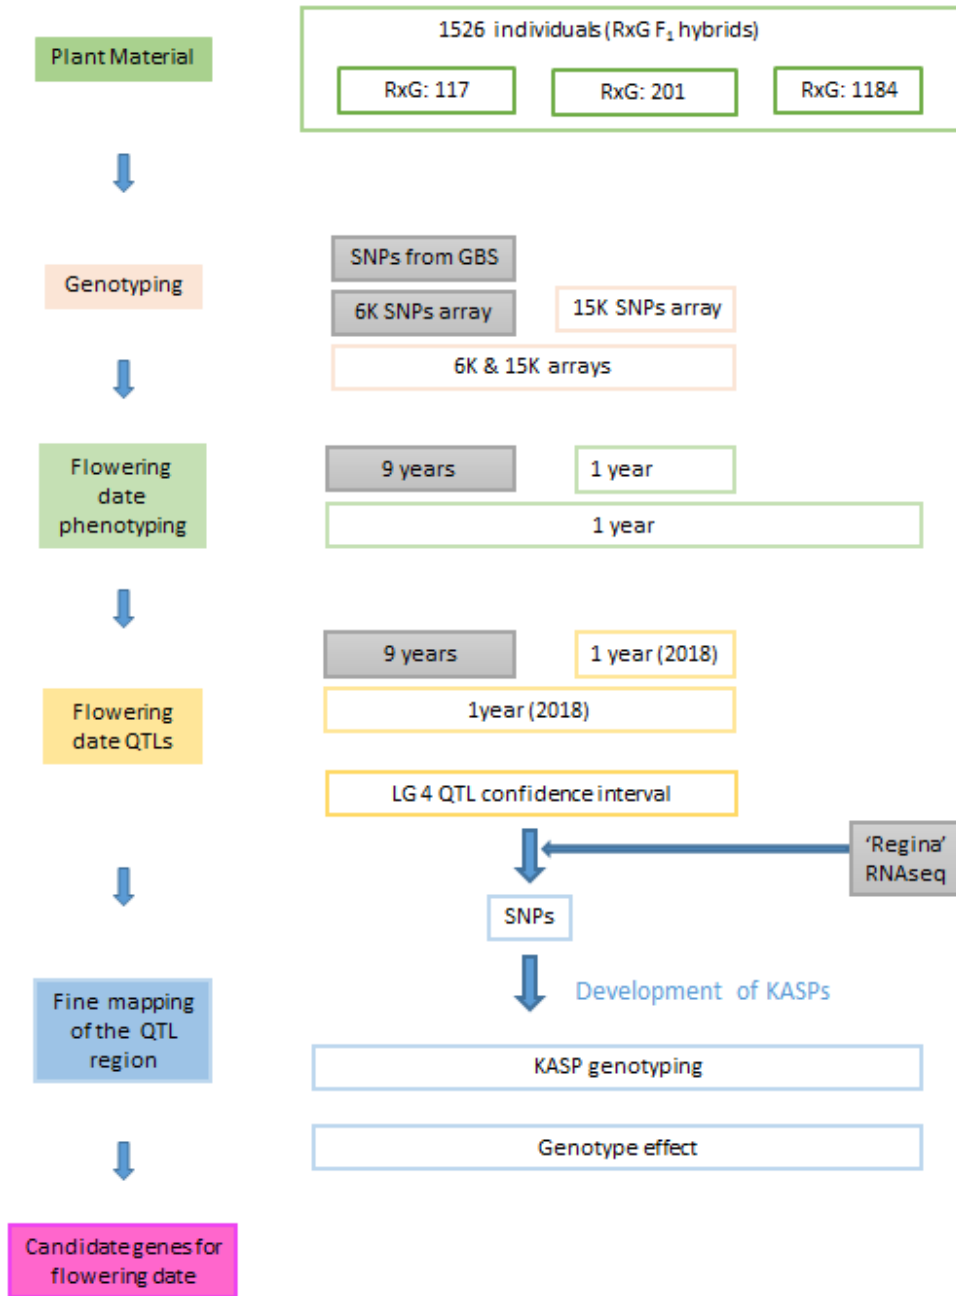 Plant Material
1526 individuals (RxG F₁ hybrids)
RxG: 117
RxG: 201
RxG: 1184
Genotyping
SNPs from GBS
6K SNPs array
15K SNPs array
6K & 15K arrays
Flowering
date
phenotyping
9 years
1 year
1 year
Flowering
date QTLs
9 years
1 year (2018)
1year (2018)
LG 4 QTL confidence interval
'Regina'
RNAseq
SNPs
Development of KASPs
Fine mapping
of the QTL
region
KASP genotyping
Genotype effect
Candidate genes for
flowering date